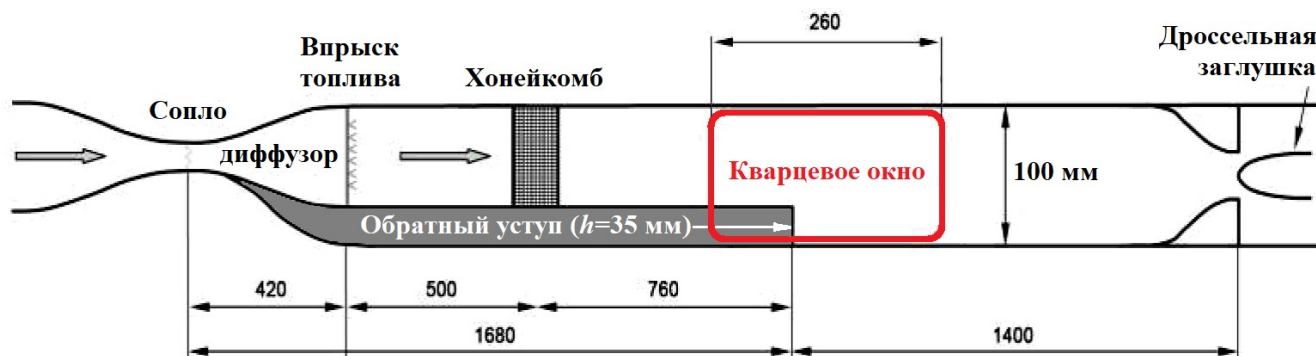 260
Дроссельная
заглушка
Впрыск
топлива
Хонейкомб
Сопло
диффузор
Кварцевое окно
100 мм
Обратный уступ (h=35 мм)
420
500
760
1680
1400